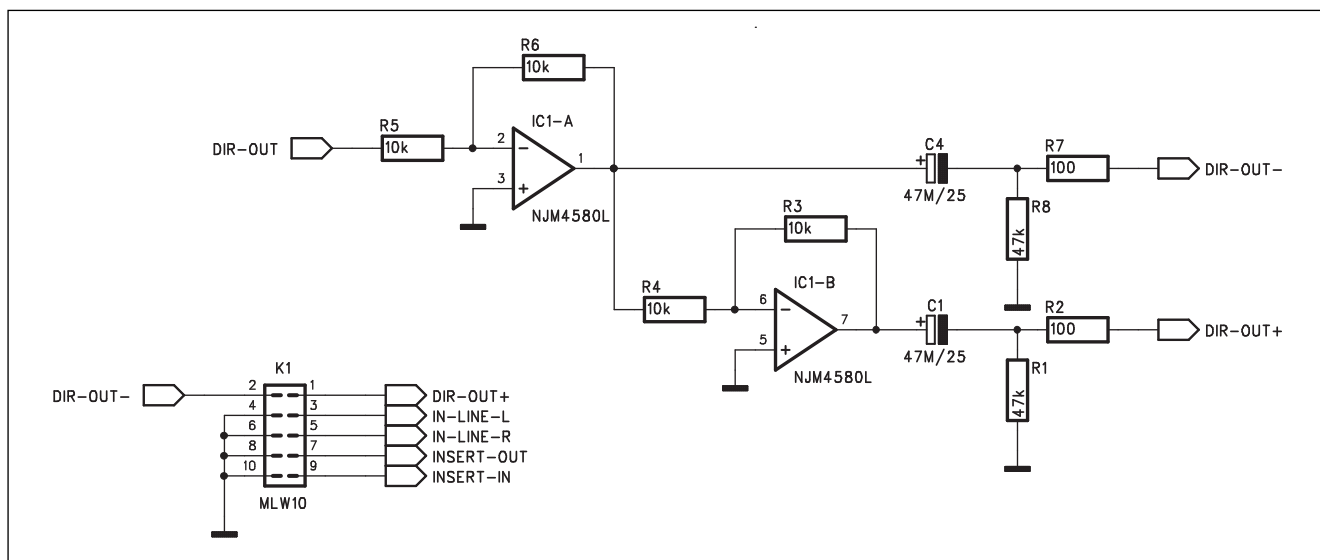 R6
10k
IC1-A
R5
10k
DIR-OUT
2
-
1
3
+
NJM4580L
C4
+
47M/25
R7
100
DIR-OUT-
R8
47k
R3
10k
IC1-B
R4
10k
6
-
7
5
+
NJM4580L
C1
+
47M/25
R2
100
DIR-OUT+
R1
47k
K1
DIR-OUT- 2 1 DIR-OUT+
4 3 IN-LINE-L
6 5 IN-LINE-R
8 7 INSERT-OUT
10 9 INSERT-IN
MLW10